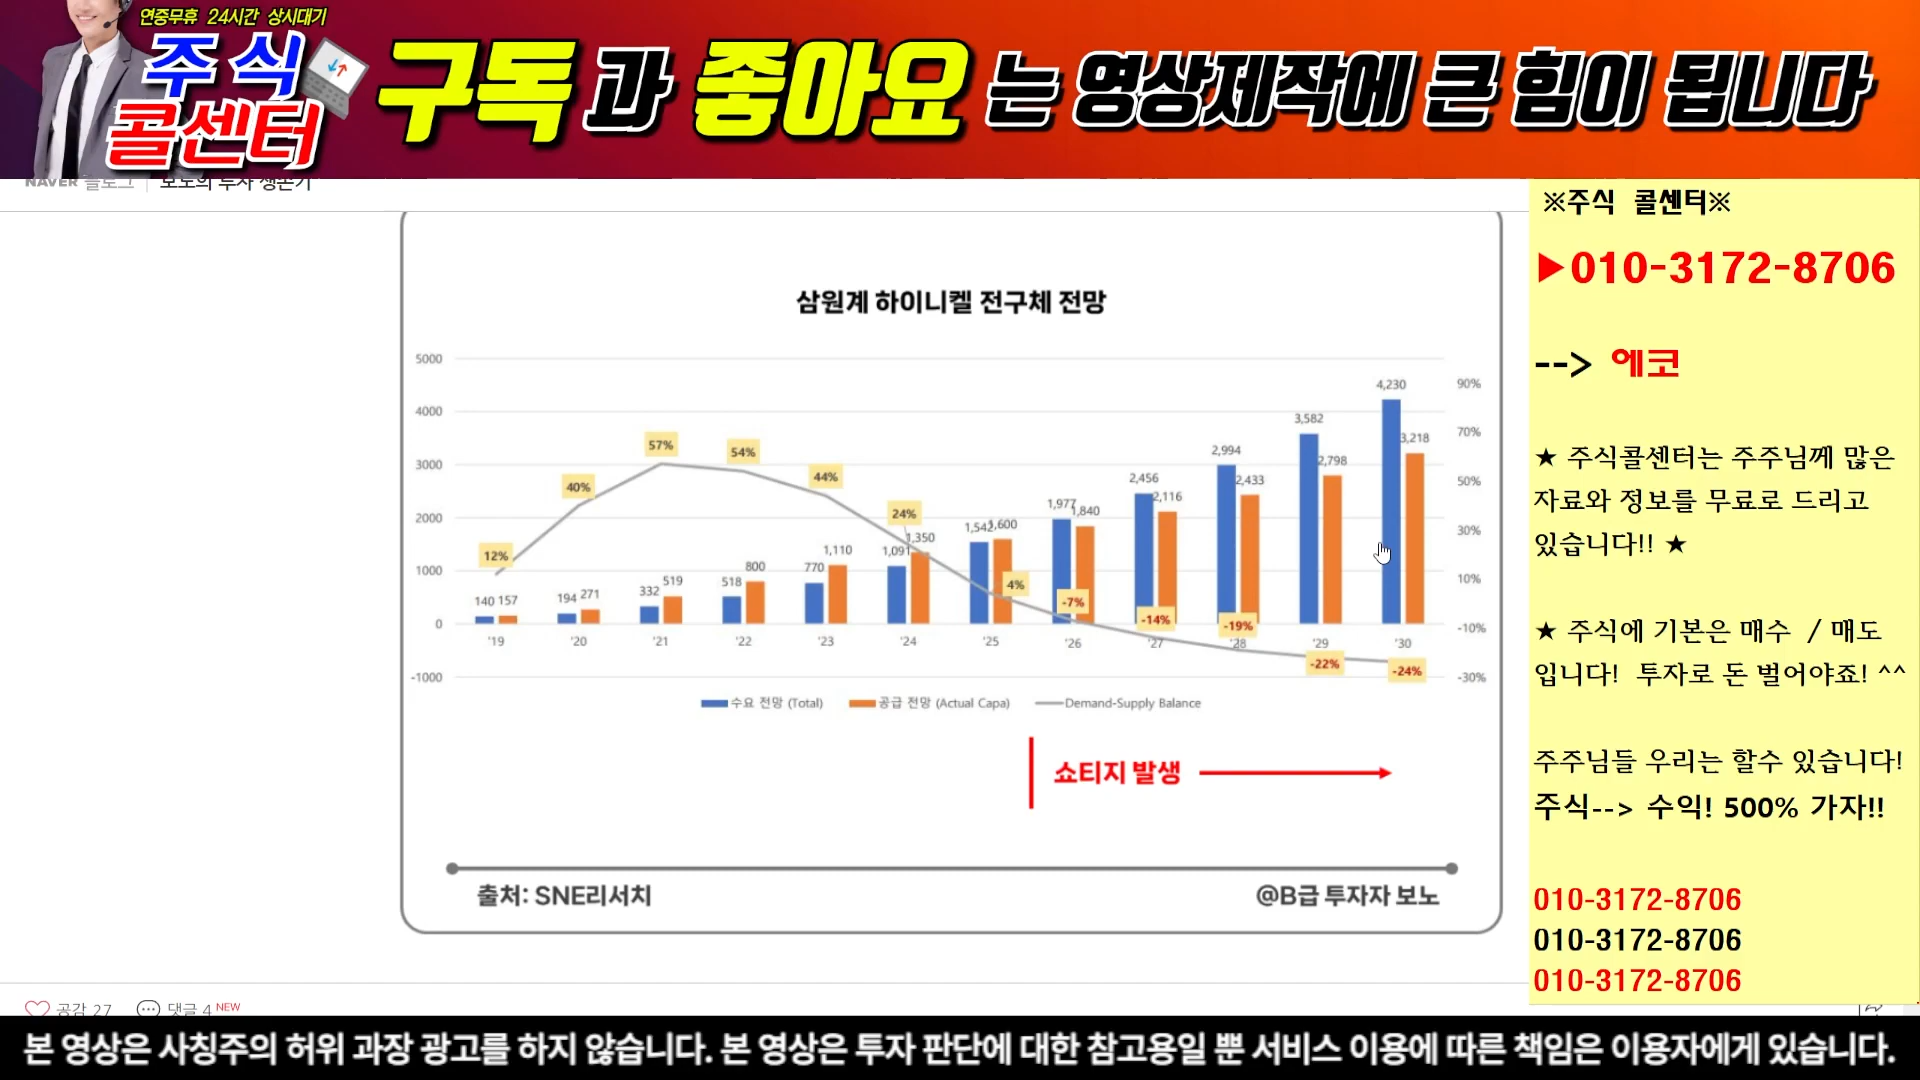 연중무휴 24시간 상시대기
주식
콜센터
구독과 좋아요는 영상제작에 큰 힘이 됩니다
NAVER 블로그
삼원계 하이니켈 전구체 전망
5000
4000
3000
2000
1000
0
-1000
90%
70%
50%
30%
10%
-10%
-30%
12% 40% 57% 54% 44% 24% 4% -7% -14% -19% -22% -24%
140 157 194 271 332 519 518 800 770 1,110 1,091 1,350 1,542 1,600 1,977 1,840 2,456 2,116 2,994 2,433 3,582 2,798 4,230 3,218
'19 '20 '21 '22 '23 '24 '25 '26 '27 '28 '29 '30
수요 전망 (Total) 공급 전망 (Actual Capa) Demand-Supply Balance
쇼티지 발생
출처: SNE리서치
@B급 투자자 보노
공감 27 댓글 4 NEW
※주식 콜센터※
▶010-3172-8706
--> 에코
★ 주식콜센터는 주주님께 많은
자료와 정보를 무료로 드리고
있습니다!! ★
★ 주식에 기본은 매수 / 매도
입니다! 투자로 돈 벌어야죠! ^^
주주님들 우리는 할수 있습니다!
주식--> 수익! 500% 가자!!
010-3172-8706
010-3172-8706
010-3172-8706
본 영상은 사칭주의 허위 과장 광고를 하지 않습니다. 본 영상은 투자 판단에 대한 참고용일 뿐 서비스 이용에 따른 책임은 이용자에게 있습니다.